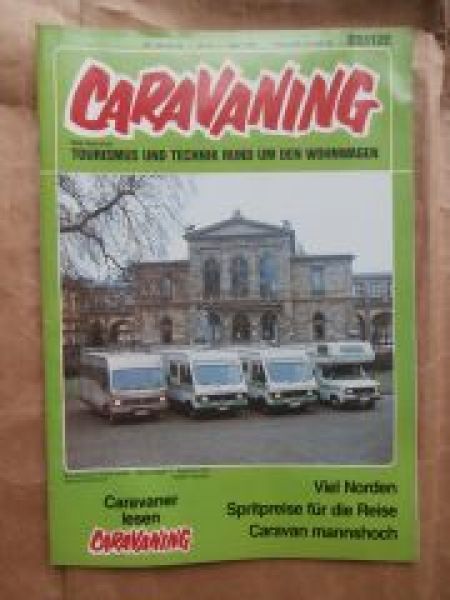 CARAVANING
TOURISMUS UND TECHNIK RUND UM DEN WOHNWAGEN
Caravaner
lesen
CARAVANING
Viel Norden
Spritpreise für die Reise
Caravan mannshoch